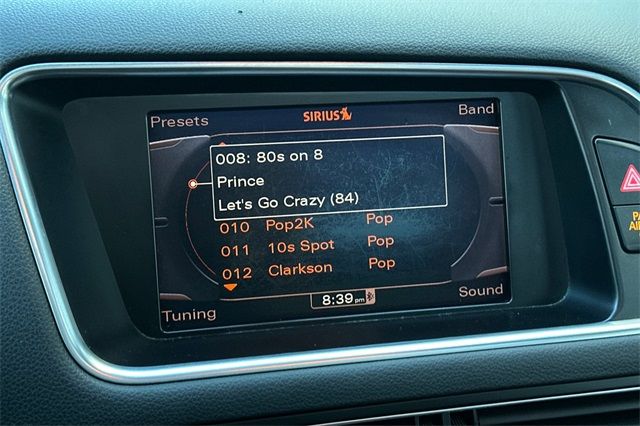 Presets SIRIUS Band
008: 80s on 8
Prince
Let's Go Crazy (84)
010 Pop2K Pop
011 10s Spot Pop
012 Clarkson Pop
8:39 pm
Tuning Sound